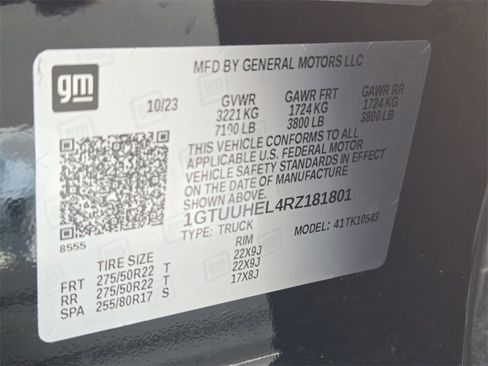 gm
MFD BY GENERAL MOTORS LLC
10/23 GVWR GAWR FRT GAWR RR
3221 KG 1724 KG 1724 KG
7100 LB 3800 LB 3800 LB
THIS VEHICLE CONFORMS TO ALL
APPLICABLE U.S. FEDERAL MOTOR
VEHICLE SAFETY STANDARDS IN EFFECT
ON THE DATE OF MANUFACTURE
SHOWN ABOVE.
1GTUUHEL4RZ181801
8555 TYPE: TRUCK MODEL: 41TK10543
TIRE SIZE RIM
FRT 275/50R22 T 22X9J
RR 275/50R22 T 22X9J
SPA 255/80R17 S 17X8J